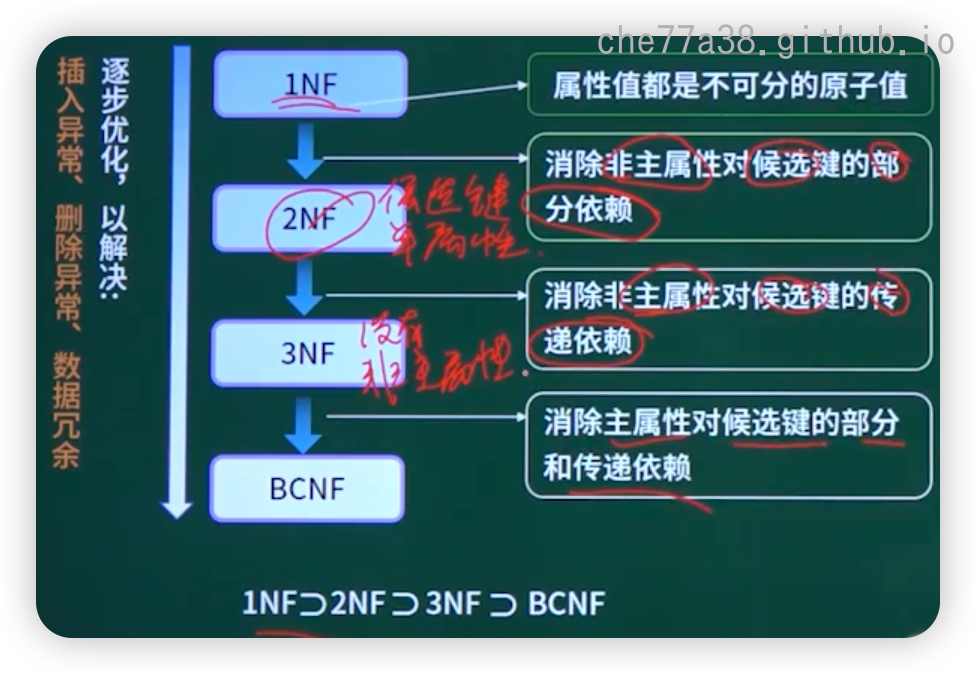 che77a38.github.io
插入异常、删除异常、数据冗余
逐步优化，以解决：
1NF
属性值都是不可分的原子值
消除非主属性对候选键的部
分依赖
2NF
候选键
单属性.
消除非主属性对候选键的传
递依赖
3NF
没有
非主属性.
消除主属性对候选键的部分
和传递依赖
BCNF
1NF⊃2NF⊃3NF⊃BCNF